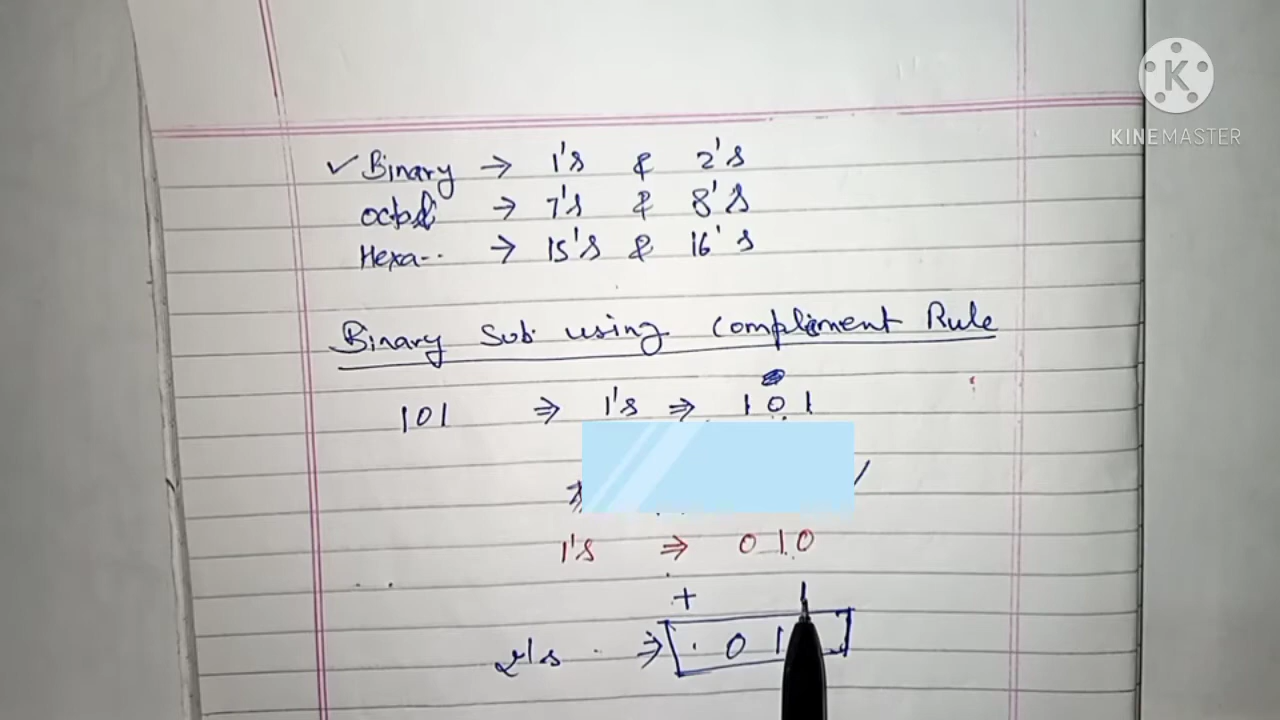 ✓ Binary → 1's & 2's
octal → 7's & 8's
Hexa-- → 15's & 16's
Binary Sub using Compliment Rule
101 ⇒ 1's ⇒ 101
1's ⇒ 010
+ 1
2's ⇒ 01
KINEMASTER